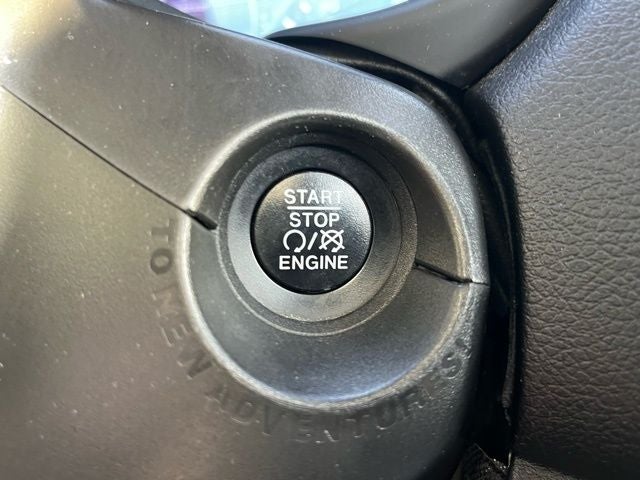 START
STOP
ENGINE
TO NEW ADVENTURES!